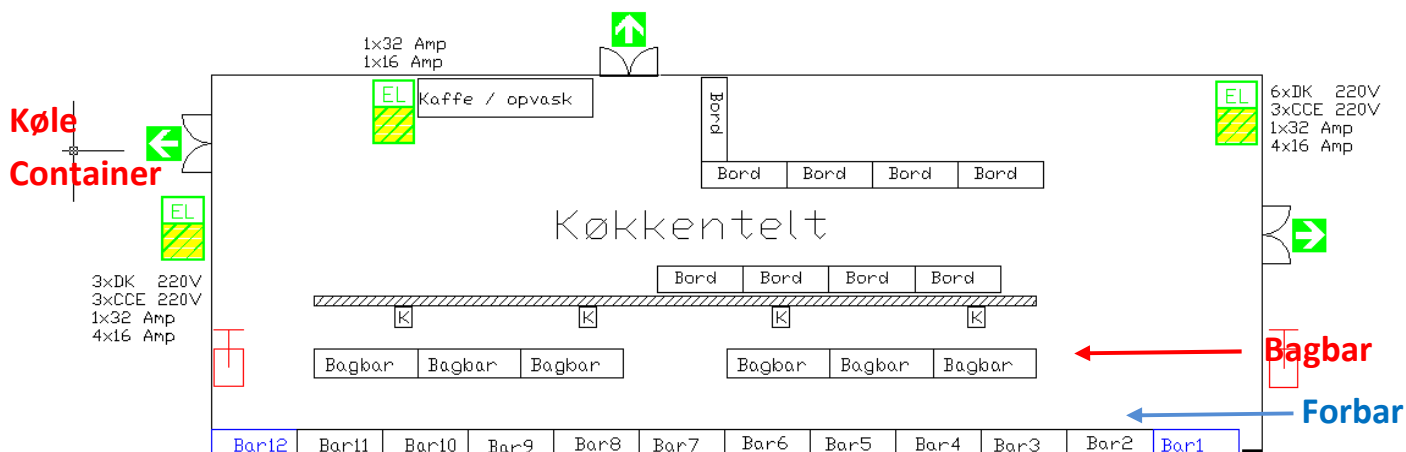 1x32 Amp
1x16 Amp
EL
Kaffe / opvask
Bord
EL
6xDK 220V
3xCCE 220V
1x32 Amp
4x16 Amp
Køle
Container
Bord Bord Bord Bord
EL
Køkkentelt
3xDK 220V
3xCCE 220V
1x32 Amp
4x16 Amp
Bord Bord Bord Bord
K K K K
Bagbar Bagbar Bagbar Bagbar Bagbar Bagbar
Bagbar
Forbar
Bar12 Bar11 Bar10 Bar9 Bar8 Bar7 Bar6 Bar5 Bar4 Bar3 Bar2 Bar1